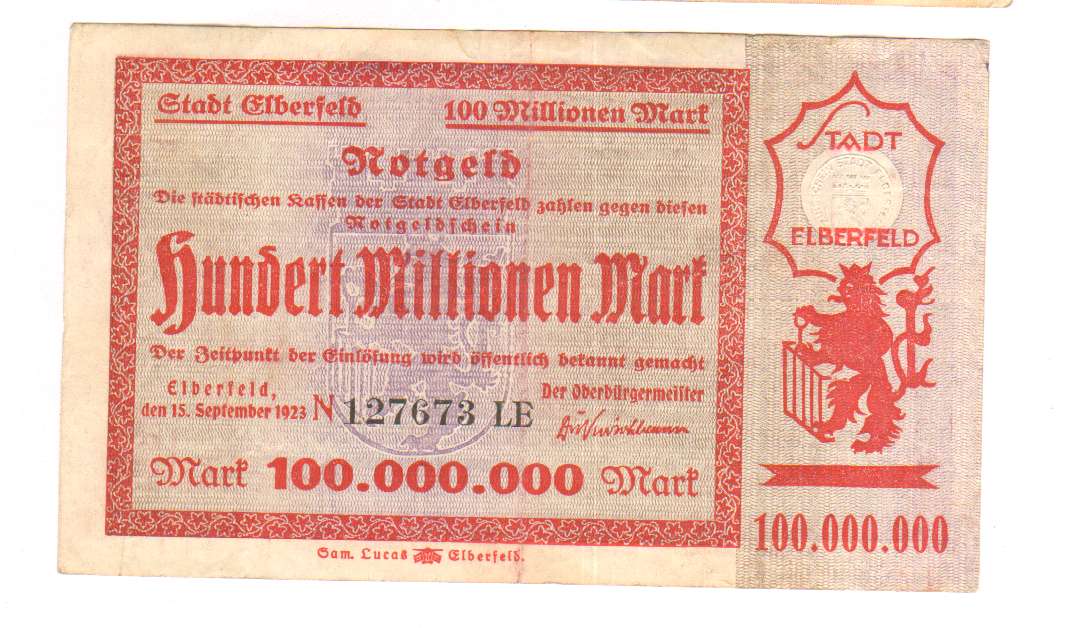 Stadt Elberfeld
100 Millionen Mark
Notgeld
Die städtischen Kassen der Stadt Elberfeld zahlen gegen diesen
Notgeldschein
Hundert Millionen Mark
Der Zeitpunkt der Einlösung wird öffentlich bekannt gemacht
Elberfeld,
den 15. September 1923
N 127673 LE
Der Oberbürgermeister
Mark 100.000.000 Mark
Sam. Lucas Elberfeld.
STADT
ELBERFELD
100.000.000